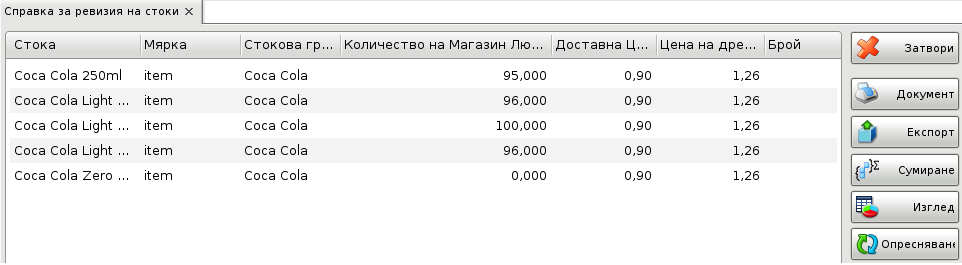 Справка за ревизия на стоки
Стока Мярка Стокова гр... Количество на Магазин Лю... Доставна Ц... Цена на дре... Брой
Coca Cola 250ml item Coca Cola 95,000 0,90 1,26
Coca Cola Light ... item Coca Cola 96,000 0,90 1,26
Coca Cola Light ... item Coca Cola 100,000 0,90 1,26
Coca Cola Light ... item Coca Cola 96,000 0,90 1,26
Coca Cola Zero ... item Coca Cola 0,000 0,90 1,26
Затвори
Документ
Експорт
Сумиране
Изглед
Опресняване